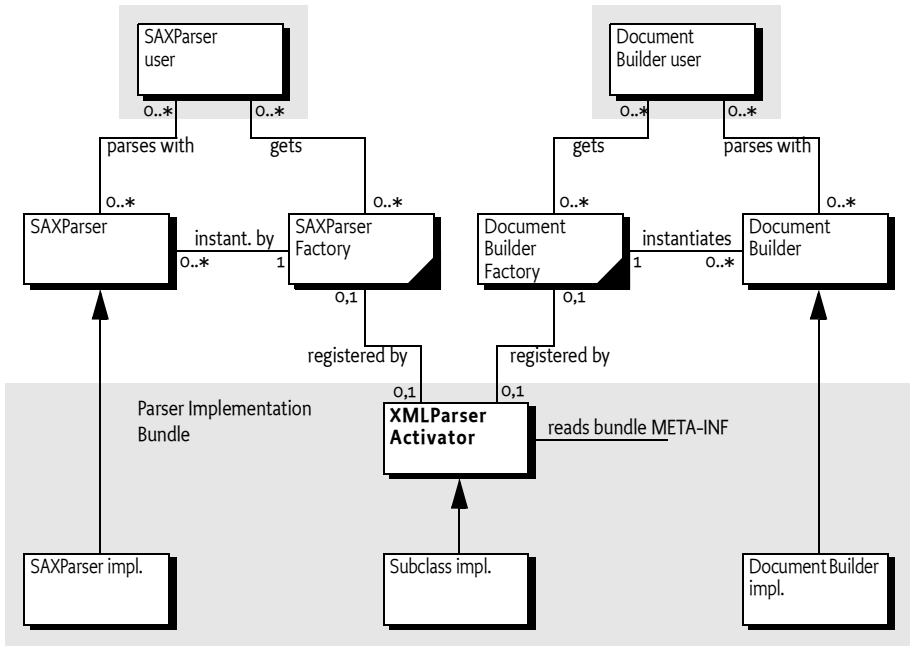 SAXParser
user
Document
Builder user
0..*
0..*
0..*
0..*
parses with
gets
gets
parses with
0..*
0..*
0..*
0..*
SAXParser
instant. by
0..*
1
SAXParser
Factory
Document
Builder
Factory
instantiates
1
0..*
Document
Builder
0,1
0,1
registered by
registered by
0,1
0,1
Parser Implementation
Bundle
XMLParser
Activator
reads bundle META-INF
SAXParser impl.
Subclass impl.
Document Builder
impl.